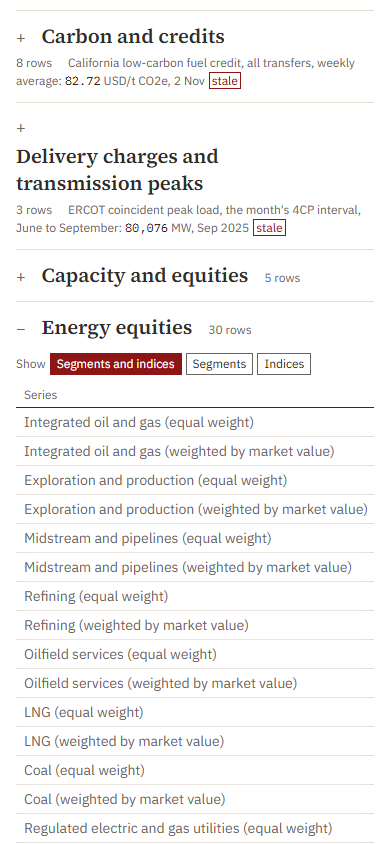 + Carbon and credits
8 rows California low-carbon fuel credit, all transfers, weekly
average: 82.72 USD/t CO2e, 2 Nov stale
+
Delivery charges and
transmission peaks
3 rows ERCOT coincident peak load, the month's 4CP interval,
June to September: 80,076 MW, Sep 2025 stale
+ Capacity and equities 5 rows
– Energy equities 30 rows
Show Segments and indices Segments Indices
Series
Integrated oil and gas (equal weight)
Integrated oil and gas (weighted by market value)
Exploration and production (equal weight)
Exploration and production (weighted by market value)
Midstream and pipelines (equal weight)
Midstream and pipelines (weighted by market value)
Refining (equal weight)
Refining (weighted by market value)
Oilfield services (equal weight)
Oilfield services (weighted by market value)
LNG (equal weight)
LNG (weighted by market value)
Coal (equal weight)
Coal (weighted by market value)
Regulated electric and gas utilities (equal weight)